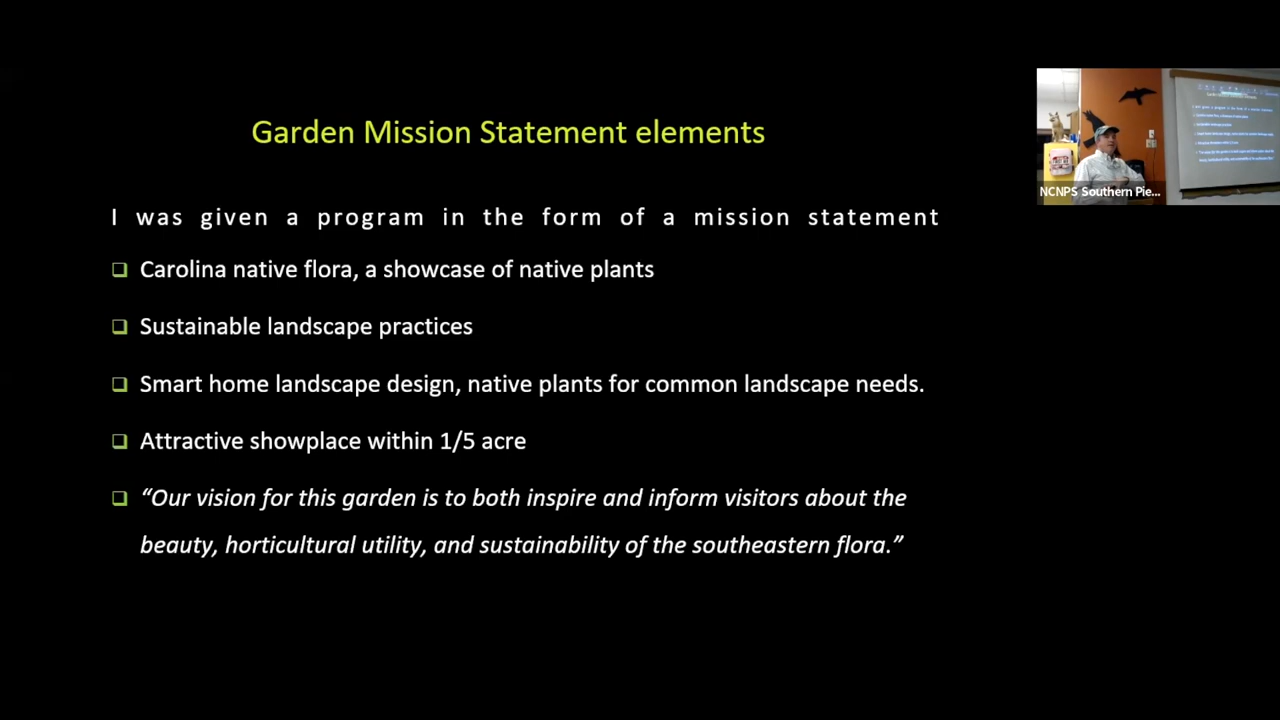 Garden Mission Statement elements
I was given a program in the form of a mission statement
Carolina native flora, a showcase of native plants
Sustainable landscape practices
Smart home landscape design, native plants for common landscape needs.
Attractive showplace within 1/5 acre
“Our vision for this garden is to both inspire and inform visitors about the
beauty, horticultural utility, and sustainability of the southeastern flora.”
NCNPS Southern Pie...